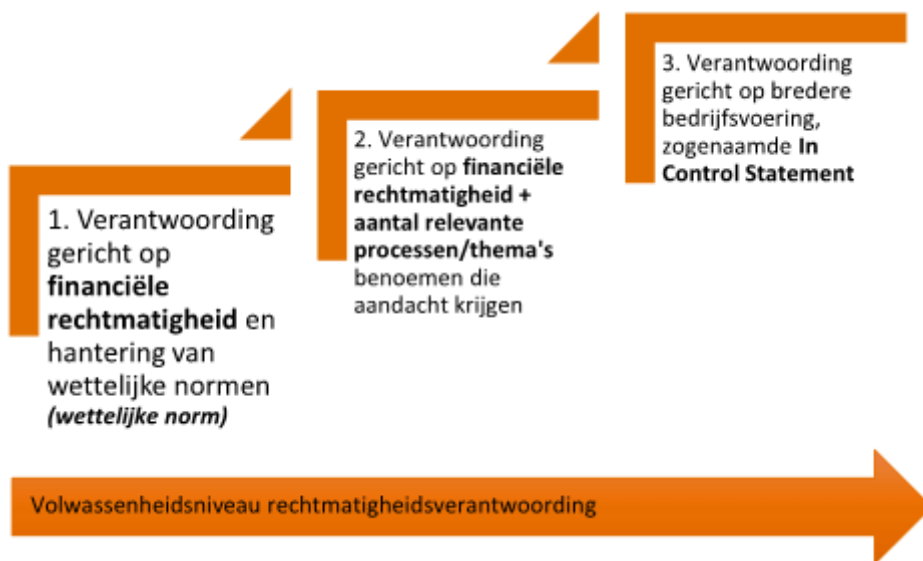 1. Verantwoording
gericht op
financiële
rechtmatigheid en
hantering van
wettelijke normen
(wettelijke norm)
2. Verantwoording
gericht op financiële
rechtmatigheid +
aantal relevante
processen/thema's
benoemen die
aandacht krijgen
3. Verantwoording
gericht op bredere
bedrijfsvoering,
zogenaamde In
Control Statement
Volwassenheidsniveau rechtmatigheidsverantwoording